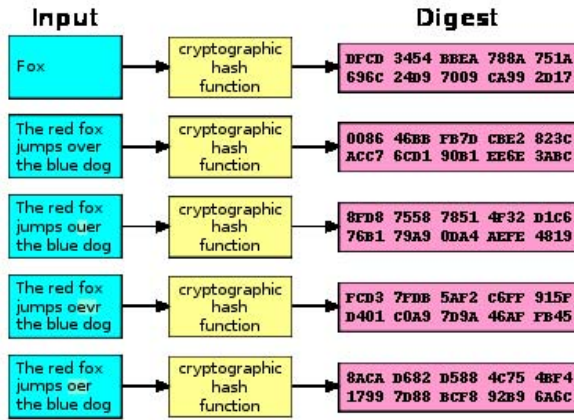 Input
Digest
Fox
cryptographic
hash
function
DFCD 3454 BBEA 788A 751A
696C 24D9 7009 CA99 2D17
The red fox
jumps over
the blue dog
cryptographic
hash
function
0086 46BB FB7D CBE2 823C
ACC7 6CD1 90B1 EE6E 3ABC
The red fox
jumps ouer
the blue dog
cryptographic
hash
function
8FD8 7558 7851 4F32 D1C6
76B1 79A9 0DA4 AEFE 4819
The red fox
jumps oevr
the blue dog
cryptographic
hash
function
FCD3 7FDB 5AF2 C6FF 915F
D401 C0A9 7D9A 46AF FB45
The red fox
jumps oer
the blue dog
cryptographic
hash
function
8ACA D682 D588 4C75 4BF4
1799 7D88 BCF8 92B9 6A6C